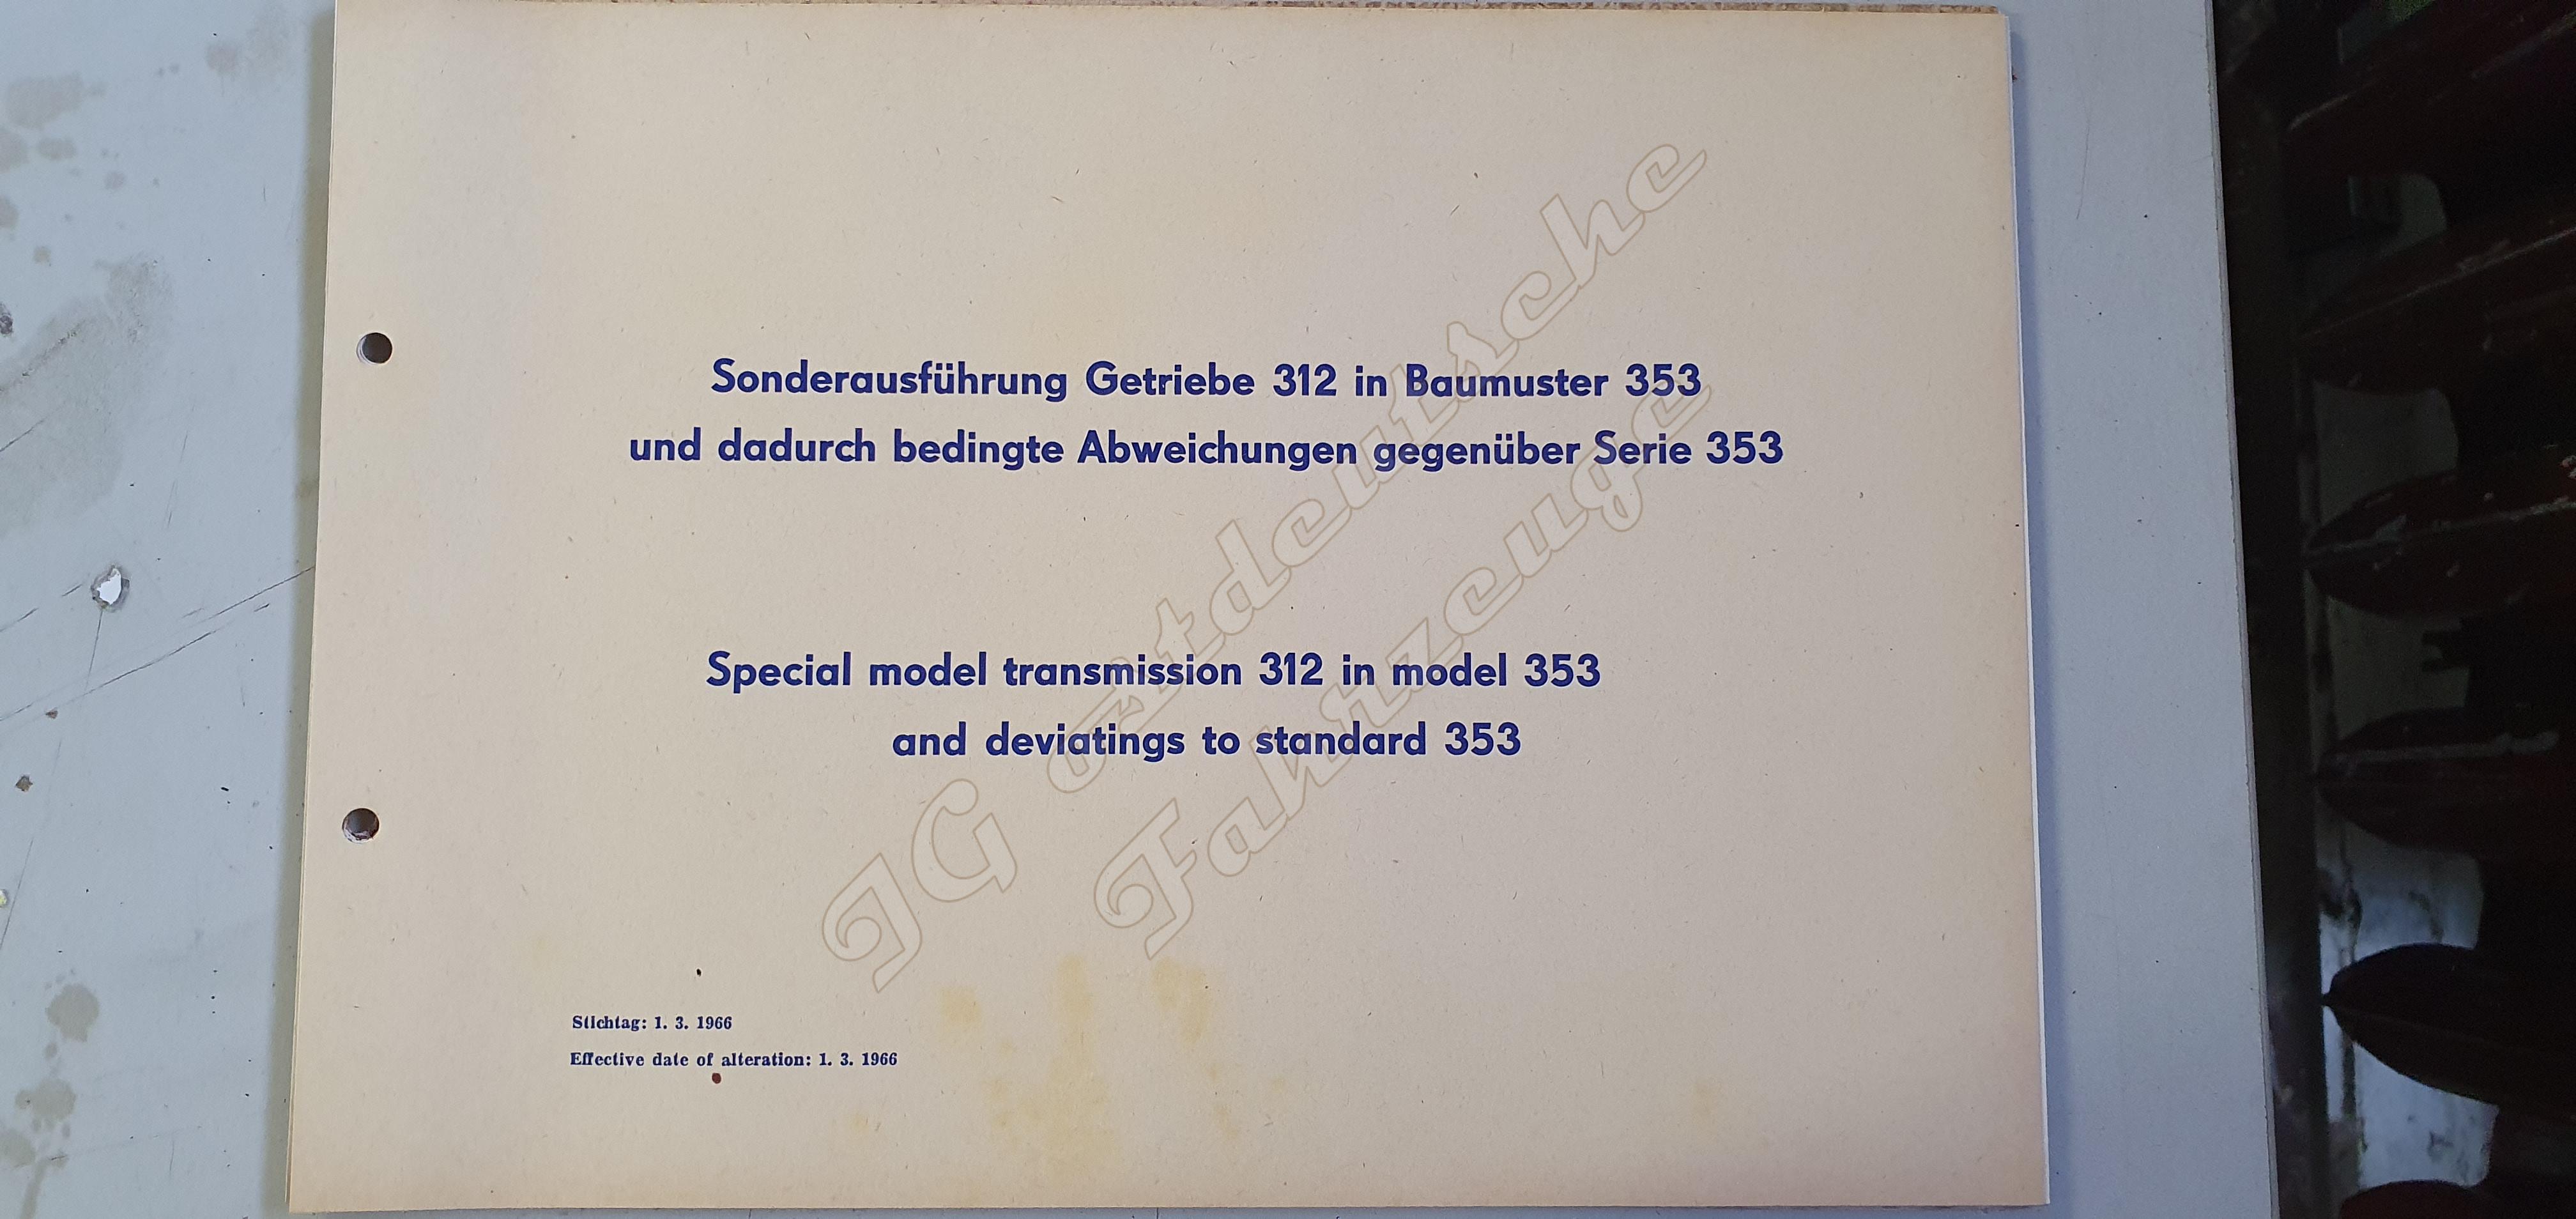 Sonderausführung Getriebe 312 in Baumuster 353
und dadurch bedingte Abweichungen gegenüber Serie 353
Special model transmission 312 in model 353
and deviatings to standard 353
Stichtag: 1. 3. 1966
Effective date of alteration: 1. 3. 1966
IG ostdeutsche
Fahrzeuge